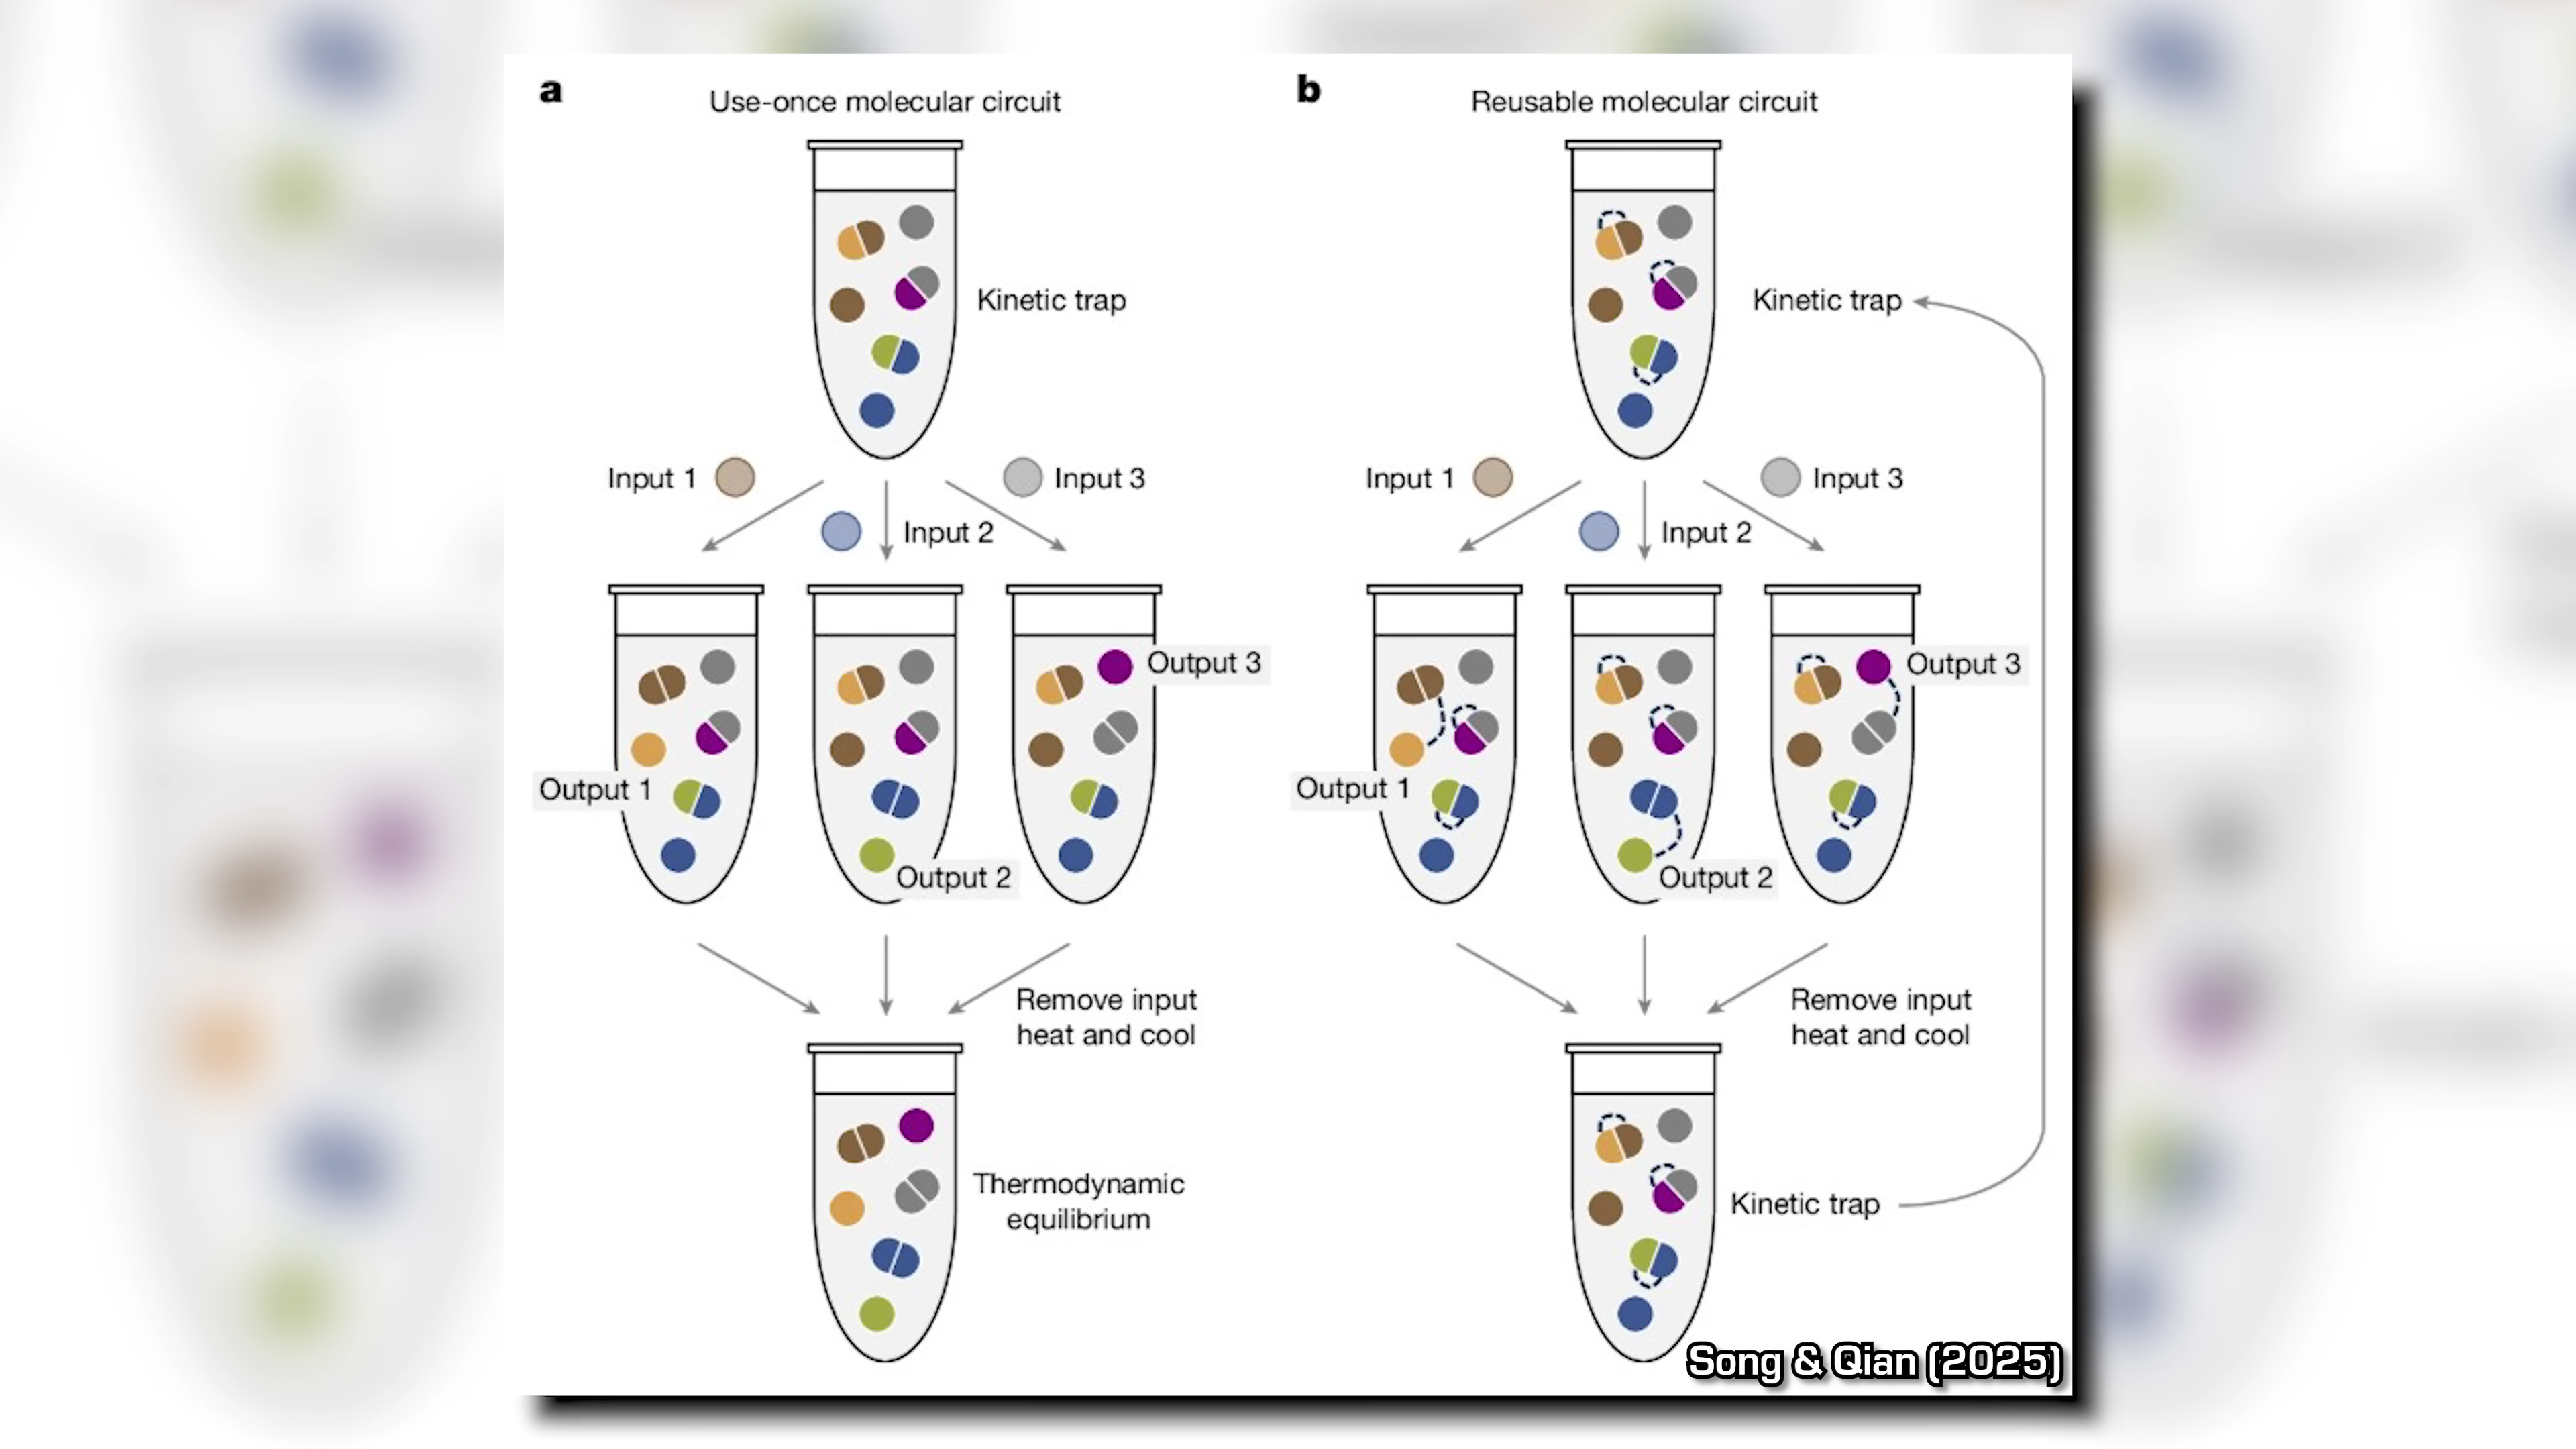 a
Use-once molecular circuit
Kinetic trap
Input 1
Input 3
Input 2
Output 3
Output 1
Output 2
Remove input
heat and cool
Thermodynamic
equilibrium
b
Reusable molecular circuit
Kinetic trap
Input 1
Input 3
Input 2
Output 3
Output 1
Output 2
Remove input
heat and cool
Kinetic trap
Song & Qian (2025)